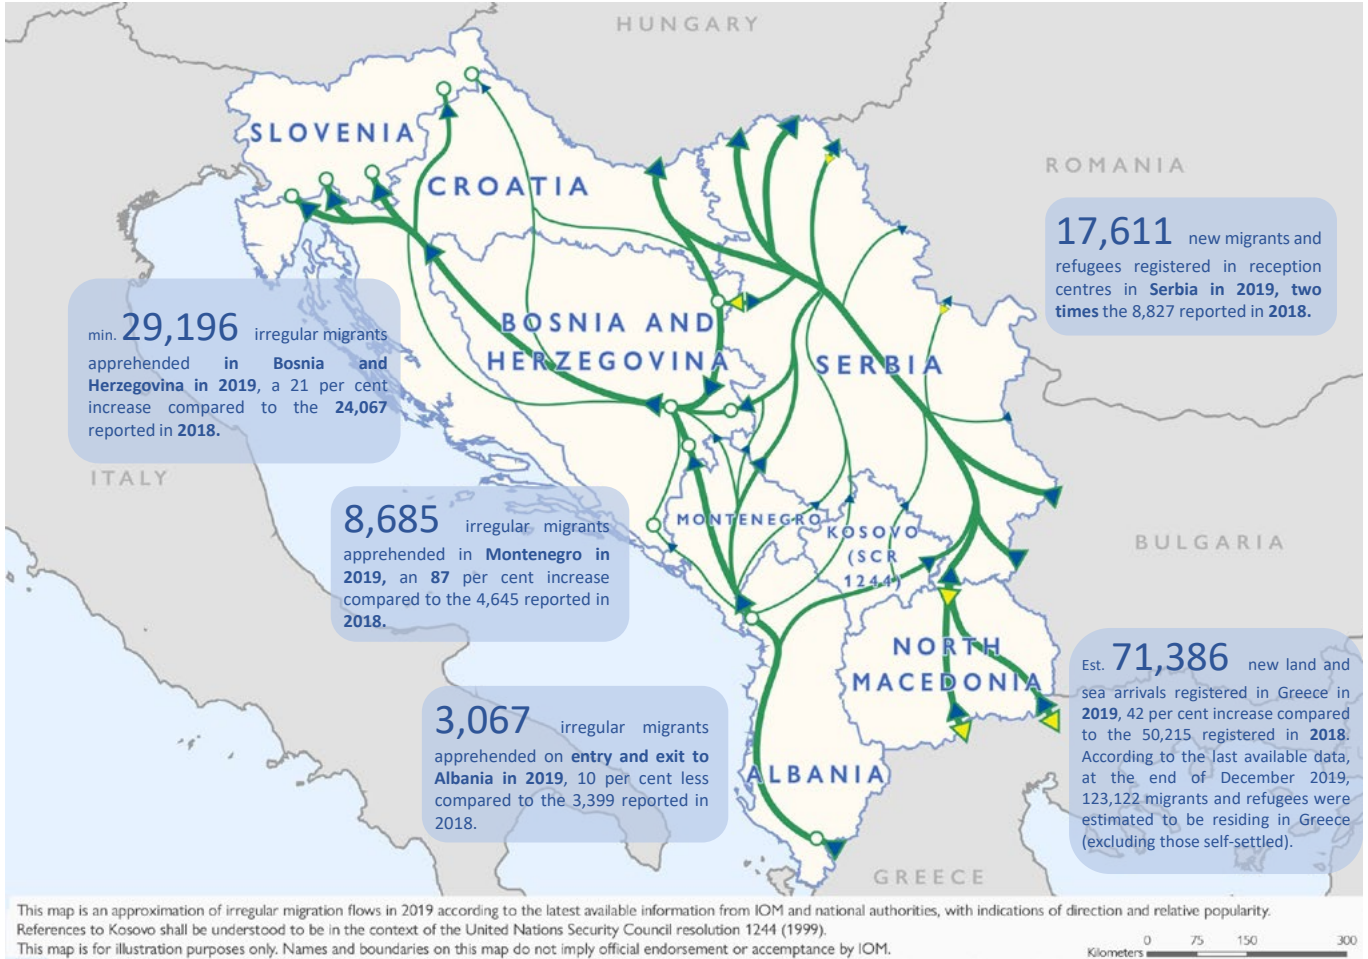 HUNGARY
SLOVENIA
CROATIA
ROMANIA
17,611 new migrants and
refugees registered in reception
centres in Serbia in 2019, two
times the 8,827 reported in 2018.
min. 29,196 irregular migrants
apprehended in Bosnia and
Herzegovina in 2019, a 21 per cent
increase compared to the 24,067
reported in 2018.
BOSNIA AND
HERZEGOVINA
SERBIA
ITALY
8,685 irregular migrants
apprehended in Montenegro in
2019, an 87 per cent increase
compared to the 4,645 reported in
2018.
MONTENEGRO
KOSOVO
(SCR
1244)
BULGARIA
NORTH
MACEDONIA
Est. 71,386 new land and
sea arrivals registered in Greece in
2019, 42 per cent increase compared
to the 50,215 registered in 2018.
According to the last available data,
at the end of December 2019,
123,122 migrants and refugees were
estimated to be residing in Greece
(excluding those self-settled).
3,067 irregular migrants
apprehended on entry and exit to
Albania in 2019, 10 per cent less
compared to the 3,399 reported in
2018.
ALBANIA
GREECE
This map is an approximation of irregular migration flows in 2019 according to the latest available information from IOM and national authorities, with indications of direction and relative popularity.
References to Kosovo shall be understood to be in the context of the United Nations Security Council resolution 1244 (1999).
This map is for illustration purposes only. Names and boundaries on this map do not imply official endorsement or accemptance by IOM.
0 75 150 300
Kilometers